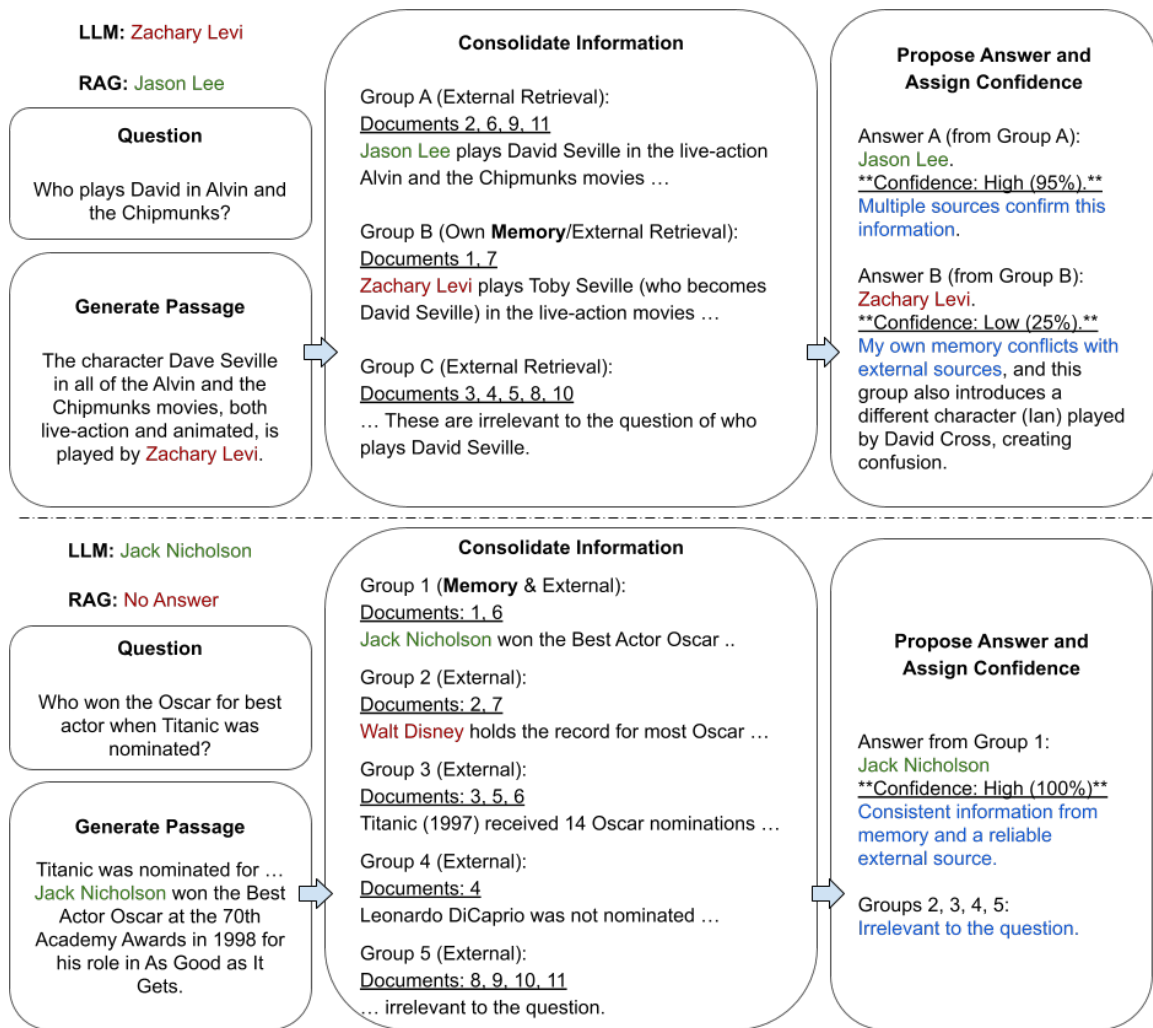 LLM: Zachary Levi
RAG: Jason Lee
Question
Who plays David in Alvin and
the Chipmunks?
Generate Passage
The character Dave Seville
in all of the Alvin and the
Chipmunks movies, both
live-action and animated, is
played by Zachary Levi.
Consolidate Information
Group A (External Retrieval):
Documents 2, 6, 9, 11
Jason Lee plays David Seville in the live-action
Alvin and the Chipmunks movies …
Group B (Own Memory/External Retrieval):
Documents 1, 7
Zachary Levi plays Toby Seville (who becomes
David Seville) in the live-action movies …
Group C (External Retrieval):
Documents 3, 4, 5, 8, 10
… These are irrelevant to the question of who
plays David Seville.
Propose Answer and
Assign Confidence
Answer A (from Group A):
Jason Lee.
**Confidence: High (95%).**
Multiple sources confirm this
information.
Answer B (from Group B):
Zachary Levi.
**Confidence: Low (25%).**
My own memory conflicts with
external sources, and this
group also introduces a
different character (Ian) played
by David Cross, creating
confusion.
LLM: Jack Nicholson
RAG: No Answer
Question
Who won the Oscar for best
actor when Titanic was
nominated?
Generate Passage
Titanic was nominated for …
Jack Nicholson won the Best
Actor Oscar at the 70th
Academy Awards in 1998 for
his role in As Good as It
Gets.
Consolidate Information
Group 1 (Memory & External):
Documents: 1, 6
Jack Nicholson won the Best Actor Oscar ..
Group 2 (External):
Documents: 2, 7
Walt Disney holds the record for most Oscar …
Group 3 (External):
Documents: 3, 5, 6
Titanic (1997) received 14 Oscar nominations …
Group 4 (External):
Documents: 4
Leonardo DiCaprio was not nominated …
Group 5 (External):
Documents: 8, 9, 10, 11
… irrelevant to the question.
Propose Answer and
Assign Confidence
Answer from Group 1:
Jack Nicholson
**Confidence: High (100%)**
Consistent information from
memory and a reliable
external source.
Groups 2, 3, 4, 5:
Irrelevant to the question.